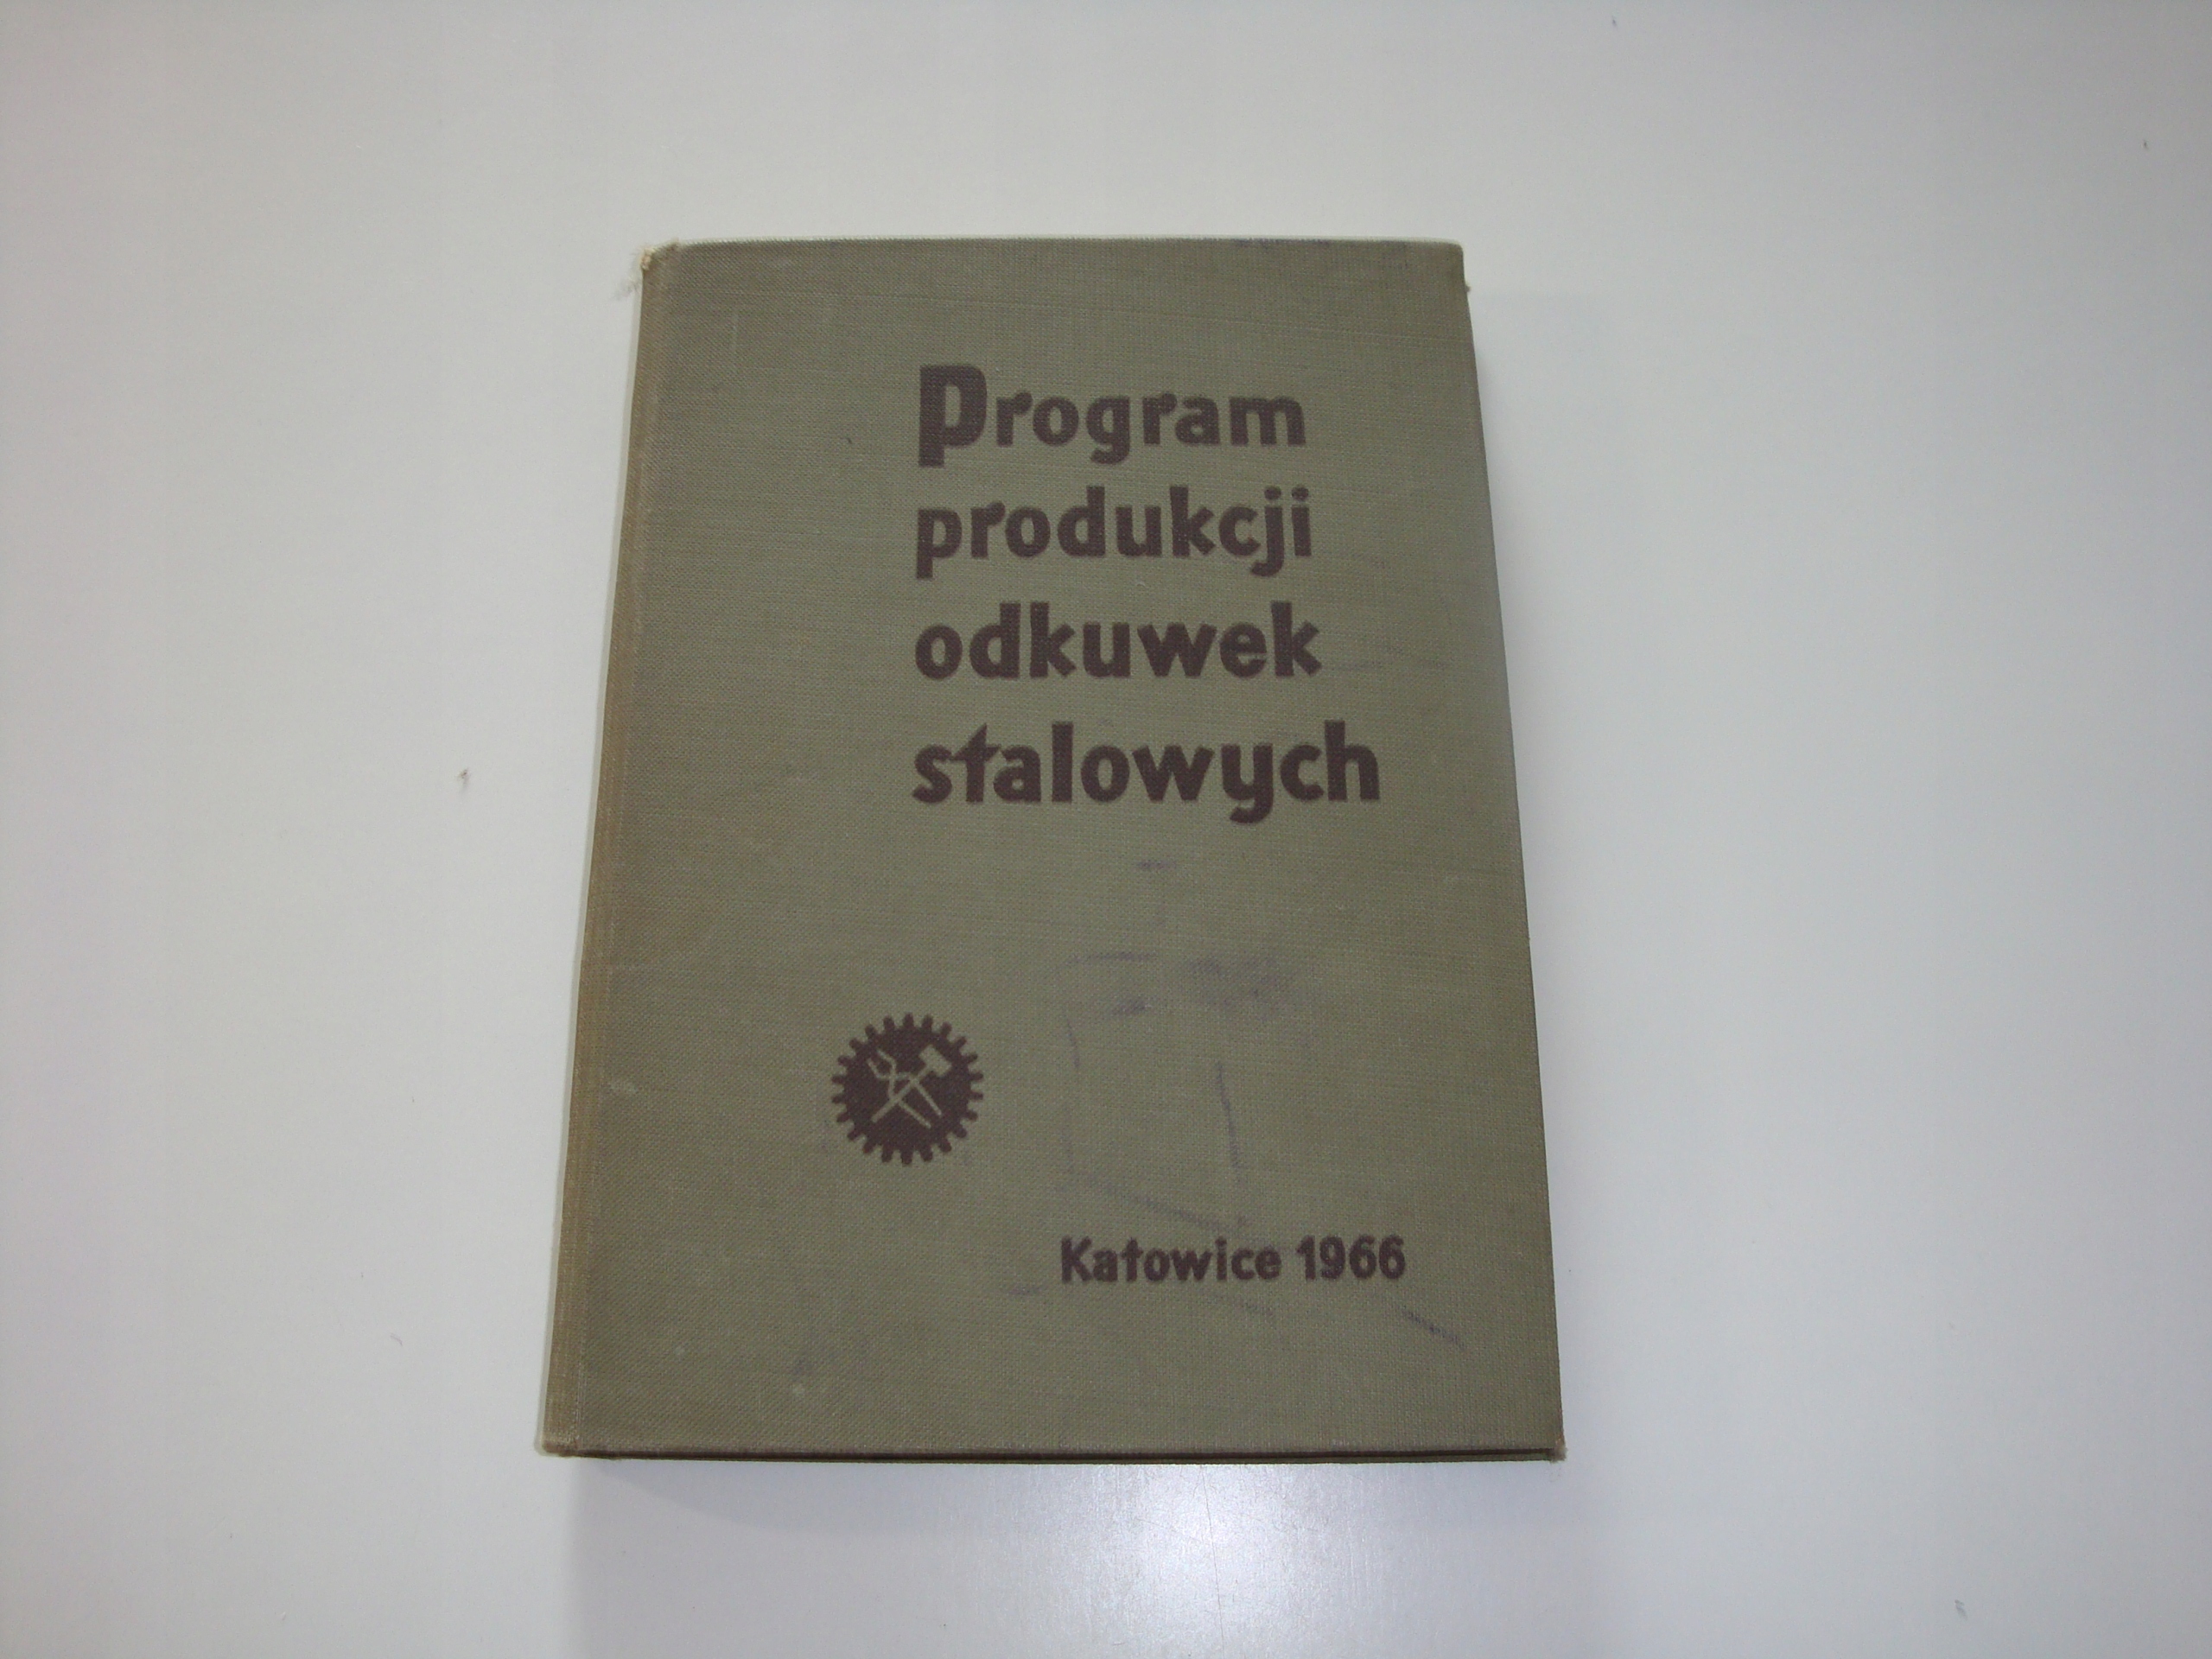 Program
produkcji
odkuwek
stalowych
Katowice 1966